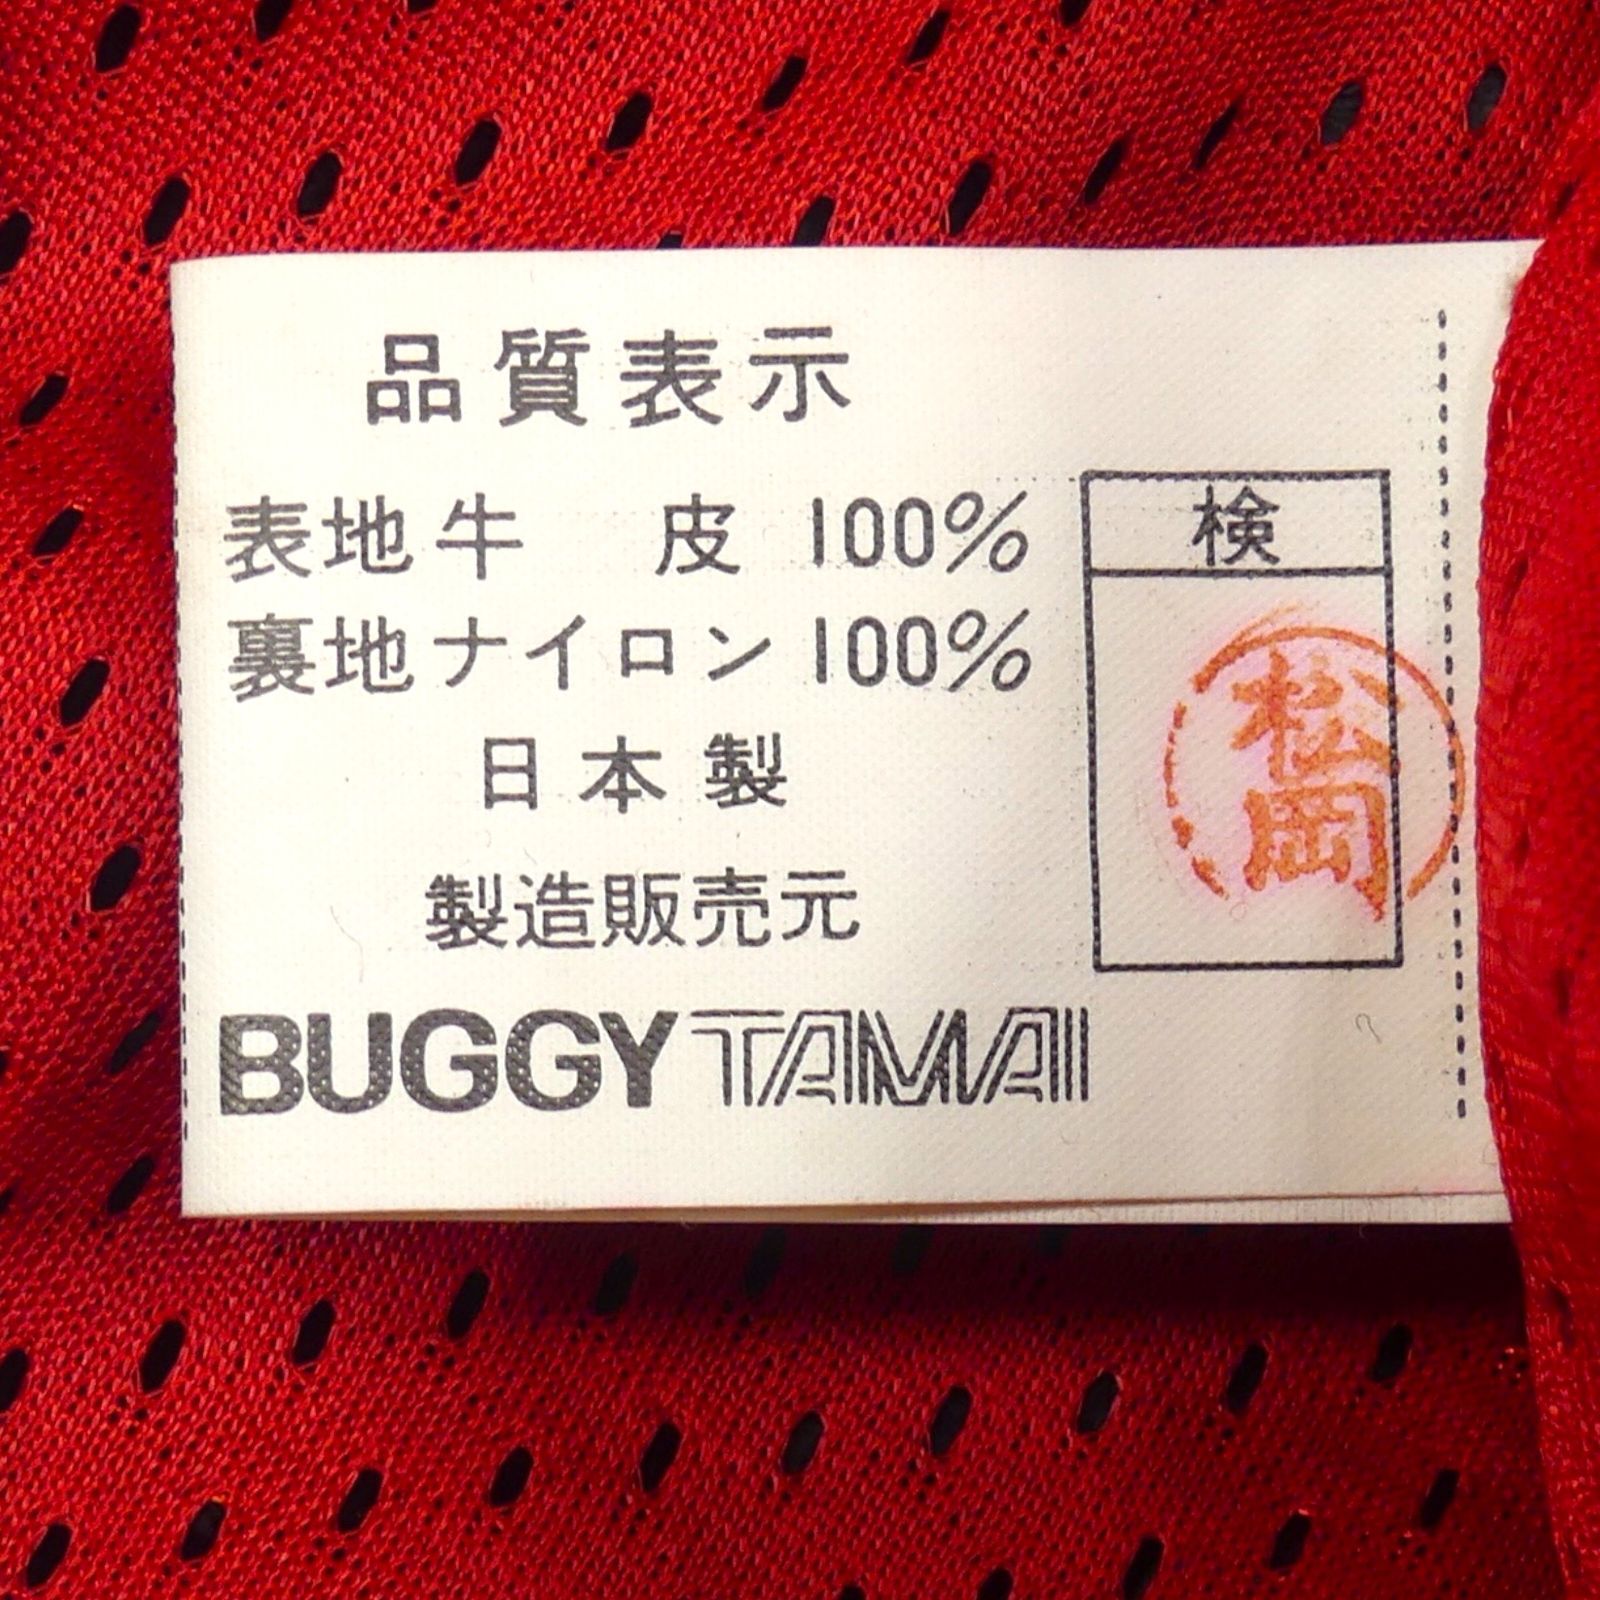 品質表示
表地牛 皮 100%
裏地ナイロン 100%
日本製
製造販売元
BUGGY TAMAI
検
松岡